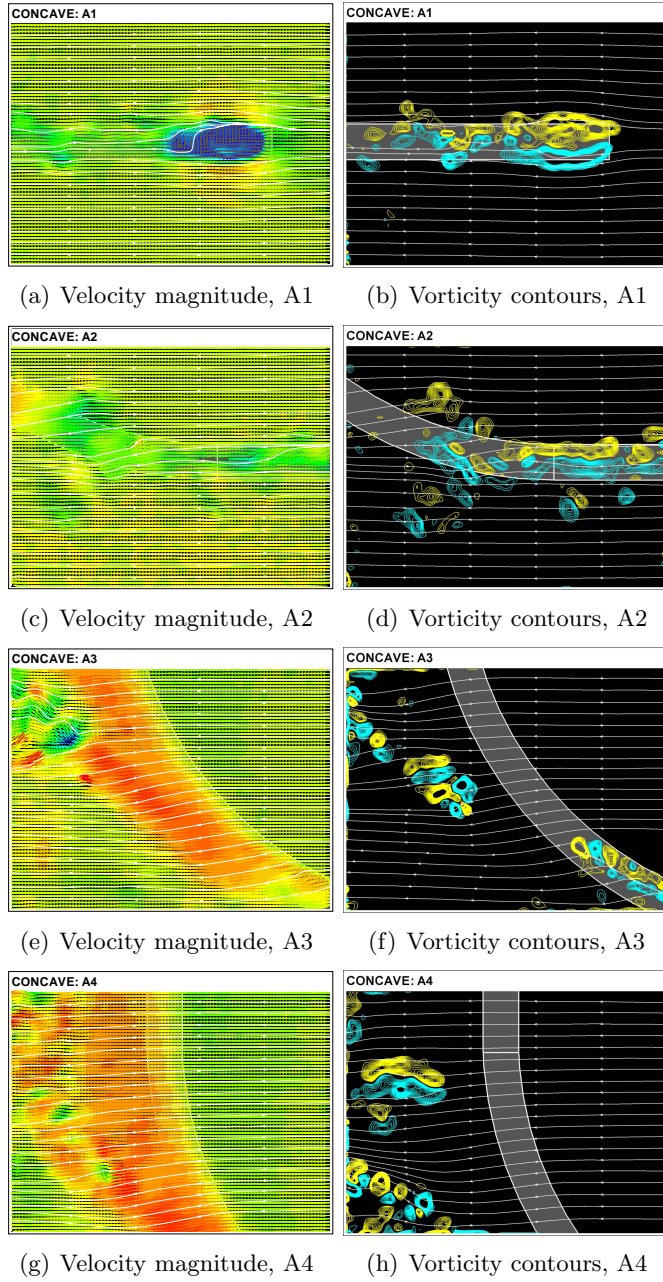 CONCAVE: A1
CONCAVE: A1
(a) Velocity magnitude, A1
(b) Vorticity contours, A1
CONCAVE: A2
CONCAVE: A2
(c) Velocity magnitude, A2
(d) Vorticity contours, A2
CONCAVE: A3
CONCAVE: A3
(e) Velocity magnitude, A3
(f) Vorticity contours, A3
CONCAVE: A4
CONCAVE: A4
(g) Velocity magnitude, A4
(h) Vorticity contours, A4